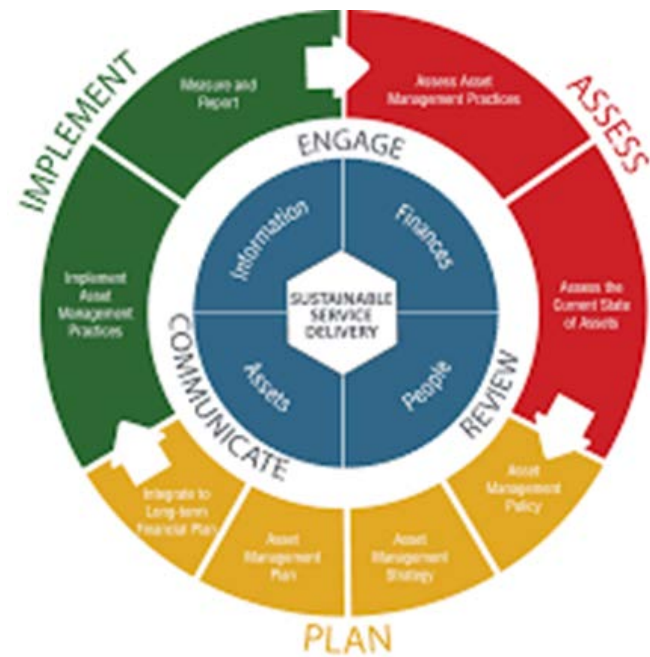 IMPLEMENT
ASSESS
PLAN
Measure and
Report
Assess Asset
Management Practices
Assess the
Current State
of Assets
Asset
Management
Policy
Asset
Management
Strategy
Asset
Management
Plan
Integrate to
Long-term
Financial Plan
Implement
Asset
Management
Practices
ENGAGE
REVIEW
COMMUNICATE
Information
Finances
People
Assets
SUSTAINABLE
SERVICE
DELIVERY